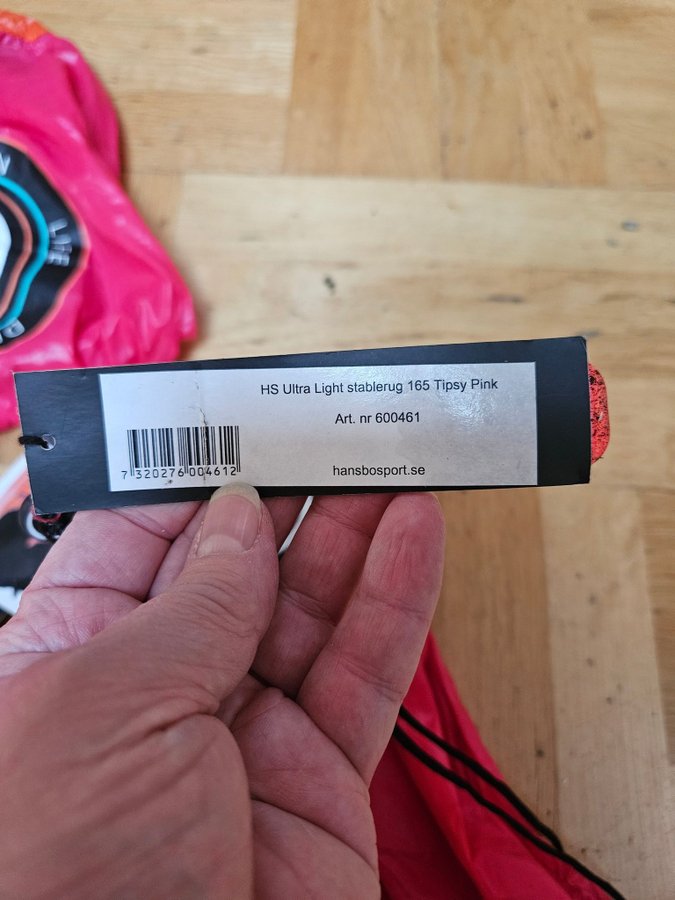 HS Ultra Light stablerug 165 Tipsy Pink
Art. nr 600461
7 320276 004612
hansbosport.se